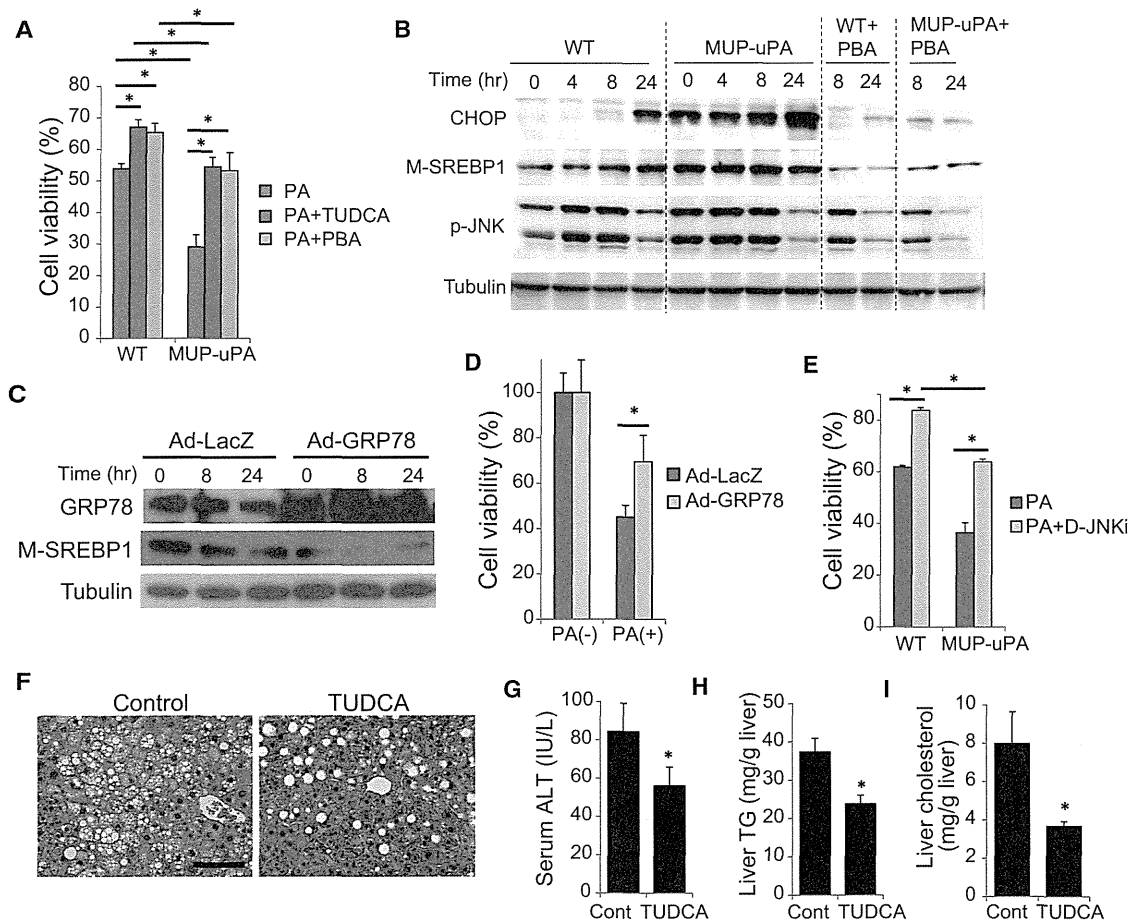 A
* *
*
*
*
*
*
*
80
70
60
50
40
30
20
10
0
Cell viability (%)
WT MUP-uPA
PA
PA+TUDCA
PA+PBA
B
WT MUP-uPA WT+ PBA MUP-uPA+ PBA
Time (hr) 0 4 8 24 0 4 8 24 8 24 8 24
CHOP
M-SREBP1
p-JNK
Tubulin
C
Ad-LacZ Ad-GRP78
Time (hr) 0 8 24 0 8 24
GRP78
M-SREBP1
Tubulin
D
Cell viability (%)
100
80
60
40
20
0
*
PA(-) PA(+)
Ad-LacZ
Ad-GRP78
E
Cell viability (%)
80
60
40
20
0
* *
*
WT MUP-uPA
PA
PA+D-JNKi
F
Control TUDCA
G
Serum ALT (IU/L)
100
80
60
40
20
0
*
Cont TUDCA
H
Liver TG (mg/g liver)
50
40
30
20
10
0
*
Cont TUDCA
I
Liver cholesterol
(mg/g liver)
10
8
6
4
2
0
*
Cont TUDCA